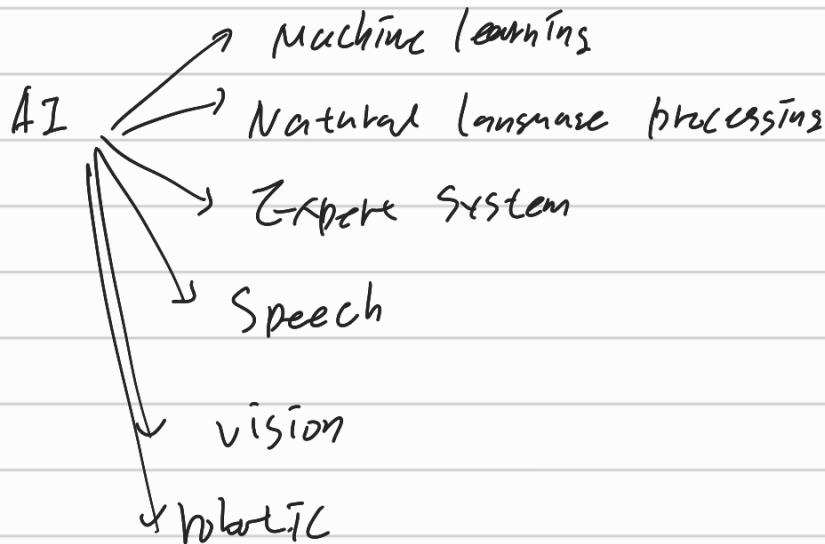 Machine learning
AI
Natural language processing
Expert System
Speech
vision
robotic